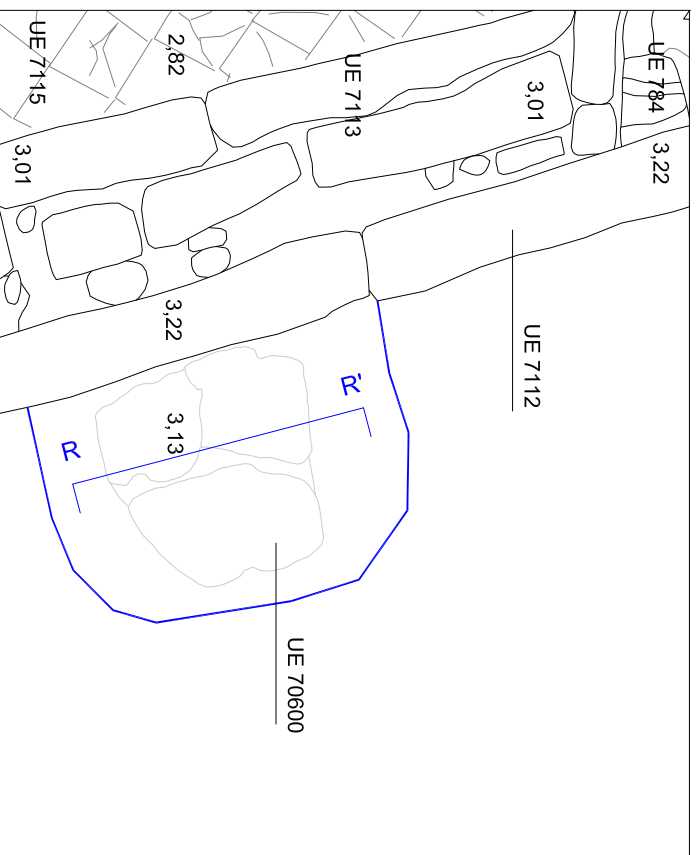 UE 7115
2,82
UE 7113
3,01
UE 784
3,22
3,01
3,22
UE 7112
R'
3,13
R
UE 70600